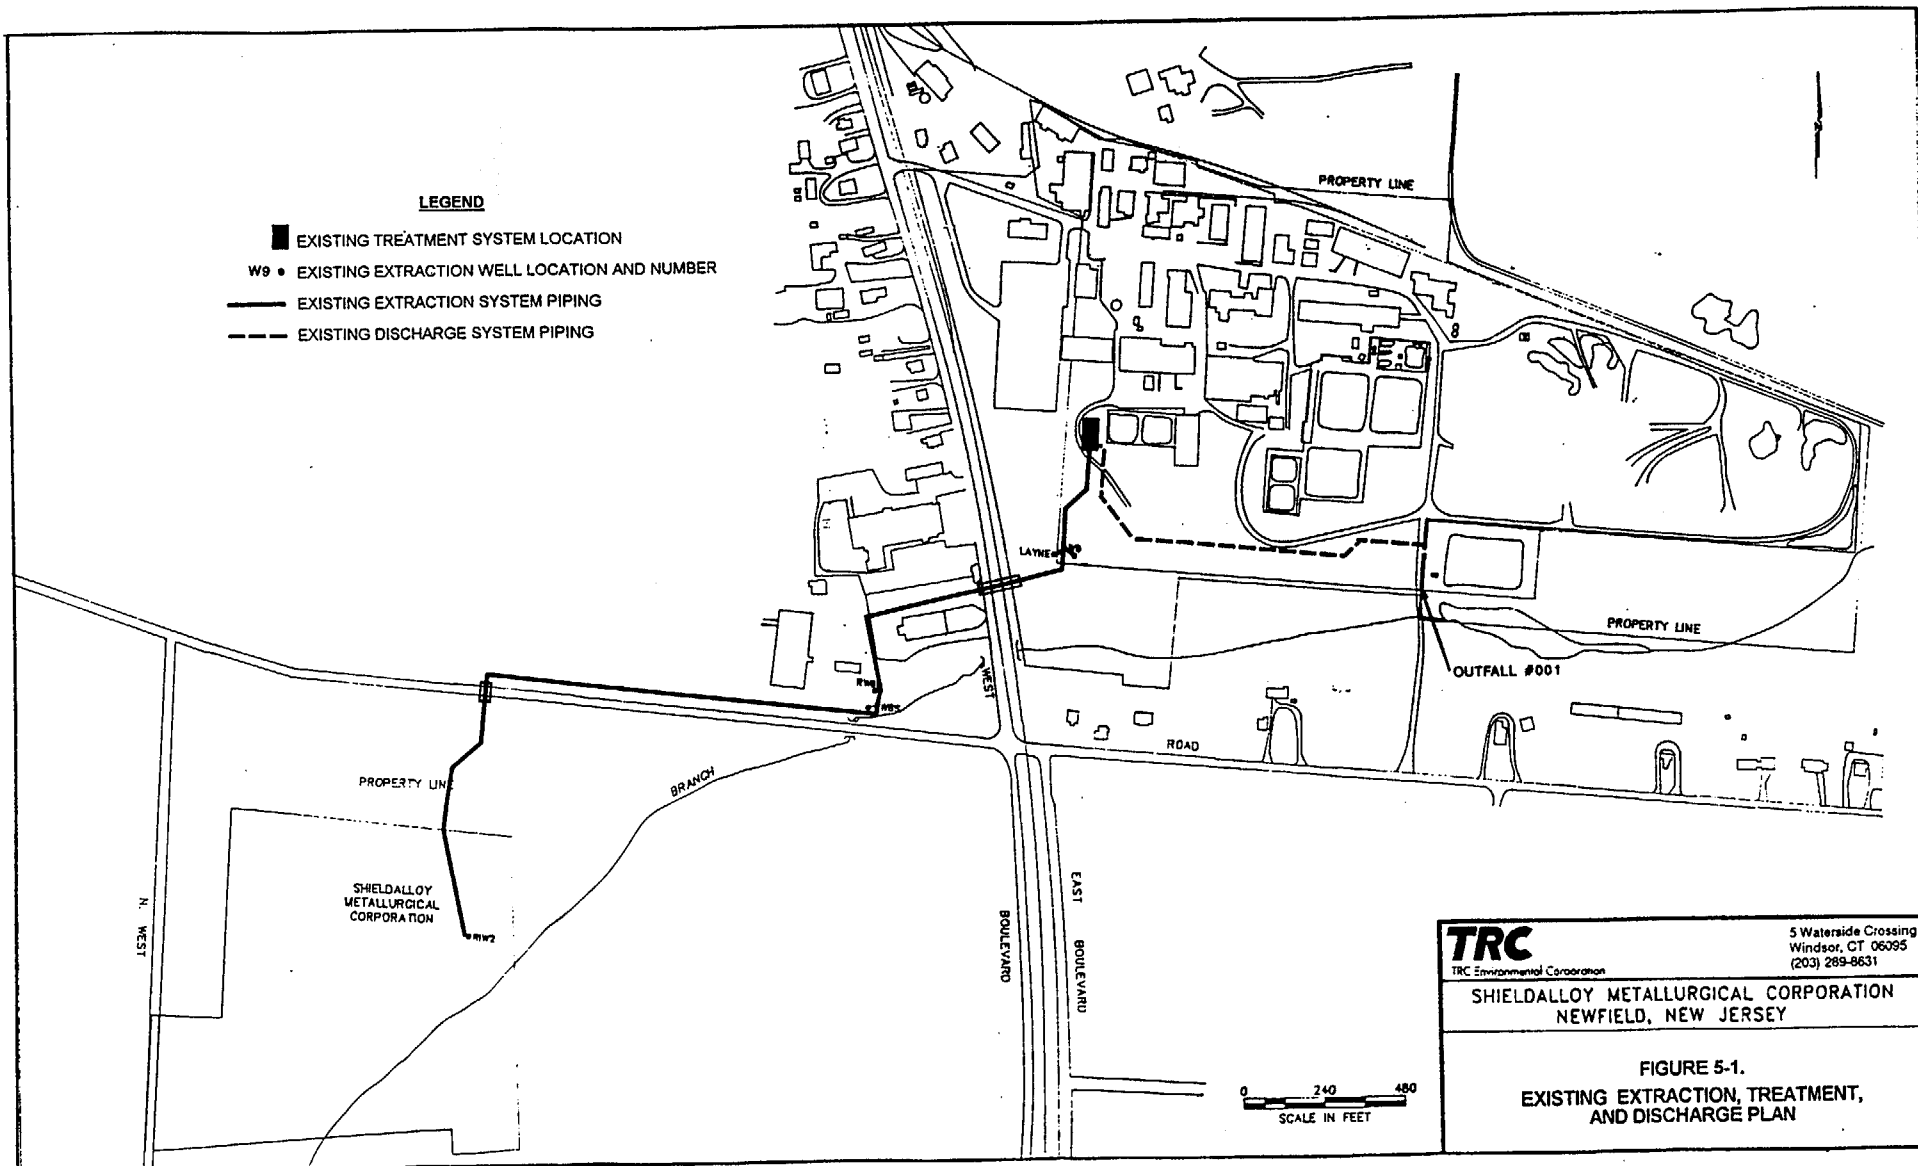 LEGEND
EXISTING TREATMENT SYSTEM LOCATION
W9 • EXISTING EXTRACTION WELL LOCATION AND NUMBER
EXISTING EXTRACTION SYSTEM PIPING
EXISTING DISCHARGE SYSTEM PIPING
PROPERTY LINE
LAYNE
PROPERTY LINE
OUTFALL #001
WEST
ROAD
PROPERTY LINE
BRANCH
SHIELDALLOY
METALLURGICAL
CORPORATION
RW2
N. WEST
BOULEVARD
EAST BOULEVARD
0 240 480
SCALE IN FEET
TRC
TRC Environmental Corporation
5 Waterside Crossing
Windsor, CT 06095
(203) 289-8631
SHIELDALLOY METALLURGICAL CORPORATION
NEWFIELD, NEW JERSEY
FIGURE 5-1.
EXISTING EXTRACTION, TREATMENT,
AND DISCHARGE PLAN